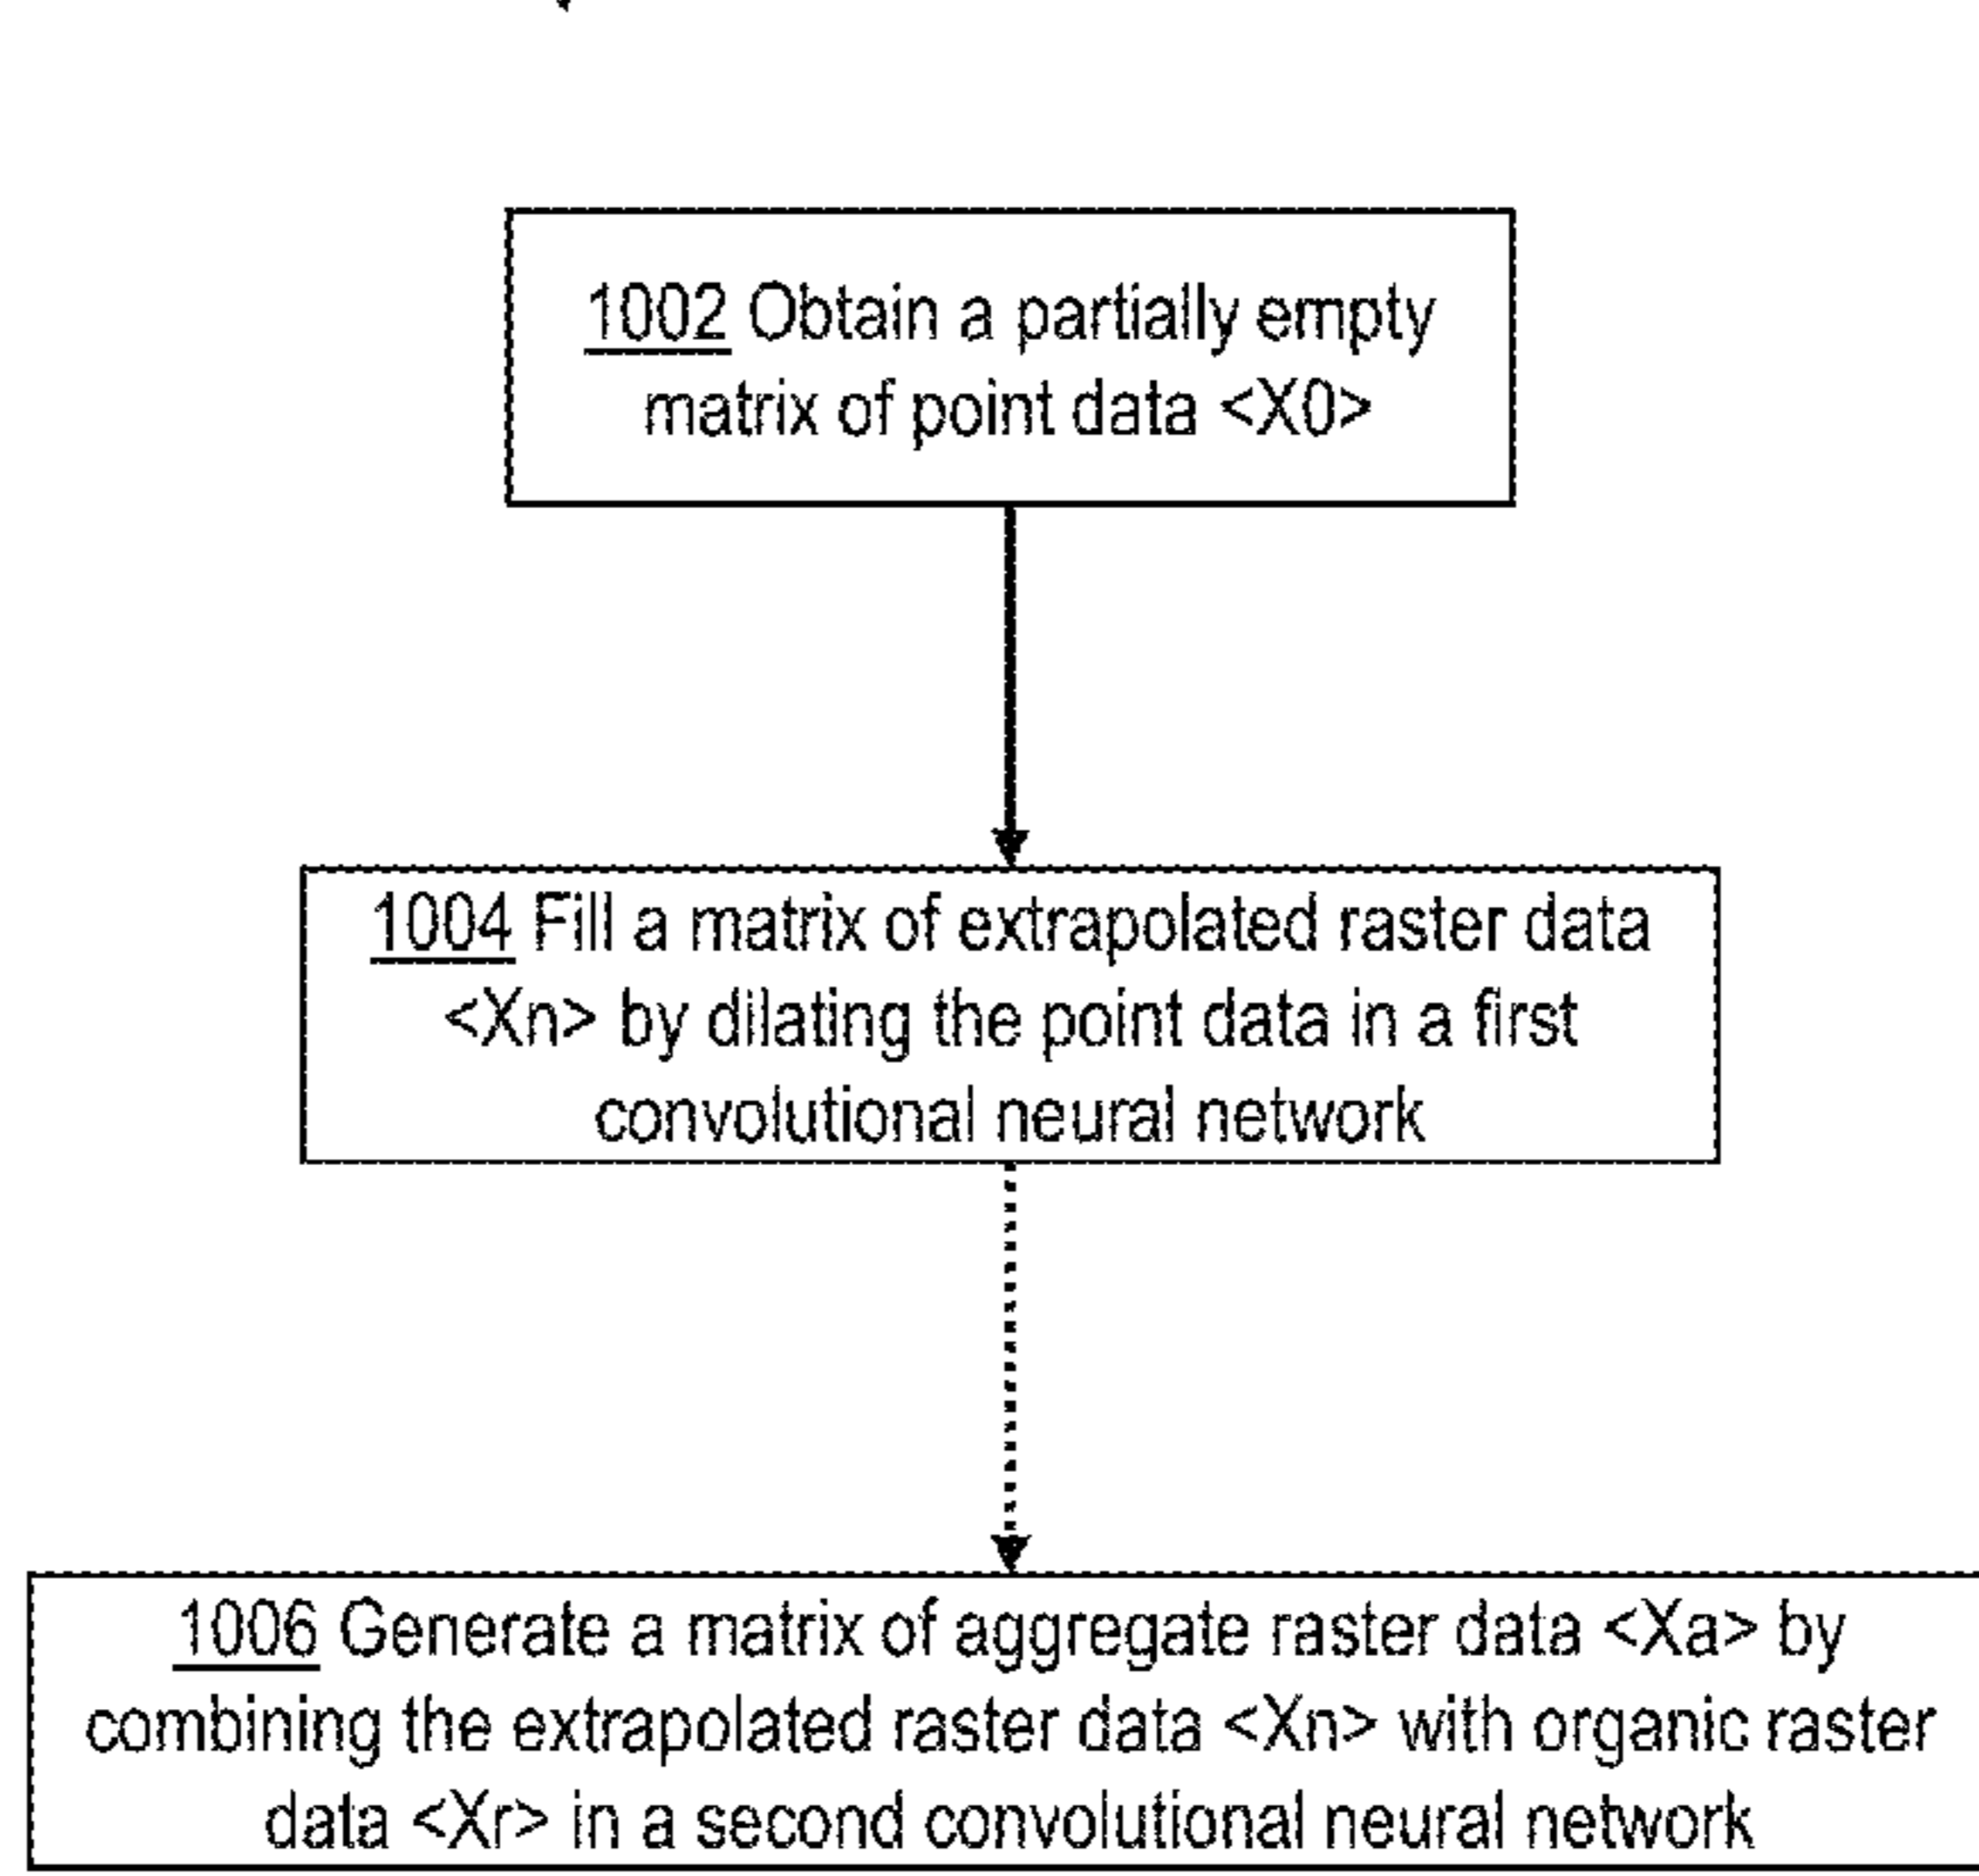 1002 Obtain a partially empty
matrix of point data <X0>
1004 Fill a matrix of extrapolated raster data
<Xn> by dilating the point data in a first
convolutional neural network
1006 Generate a matrix of aggregate raster data <Xa> by
combining the extrapolated raster data <Xn> with organic raster
data <Xr> in a second convolutional neural network